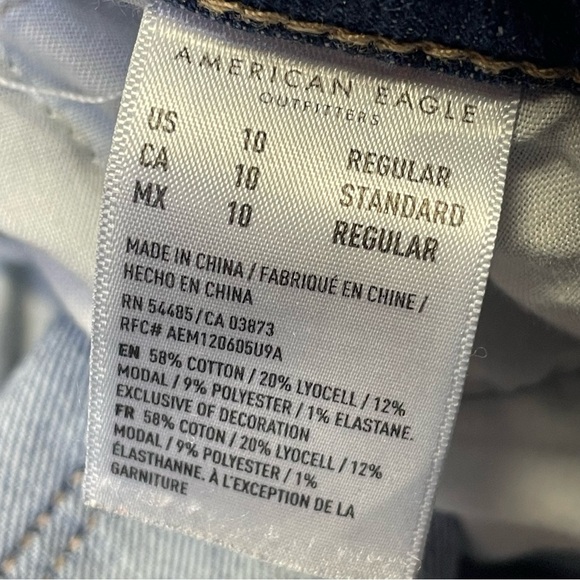 AMERICAN EAGLE
OUTFITTERS
US 10 REGULAR
CA 10 STANDARD
MX 10 REGULAR
MADE IN CHINA / FABRIQUÉ EN CHINE /
HECHO EN CHINA
RN 54485/CA 03873
RFC# AEM120605U9A
EN 58% COTTON / 20% LYOCELL / 12%
MODAL / 9% POLYESTER / 1% ELASTANE.
EXCLUSIVE OF DECORATION
FR 58% COTON / 20% LYOCELL / 12%
MODAL / 9% POLYESTER / 1%
ÉLASTHANNE. À L'EXCEPTION DE LA
GARNITURE